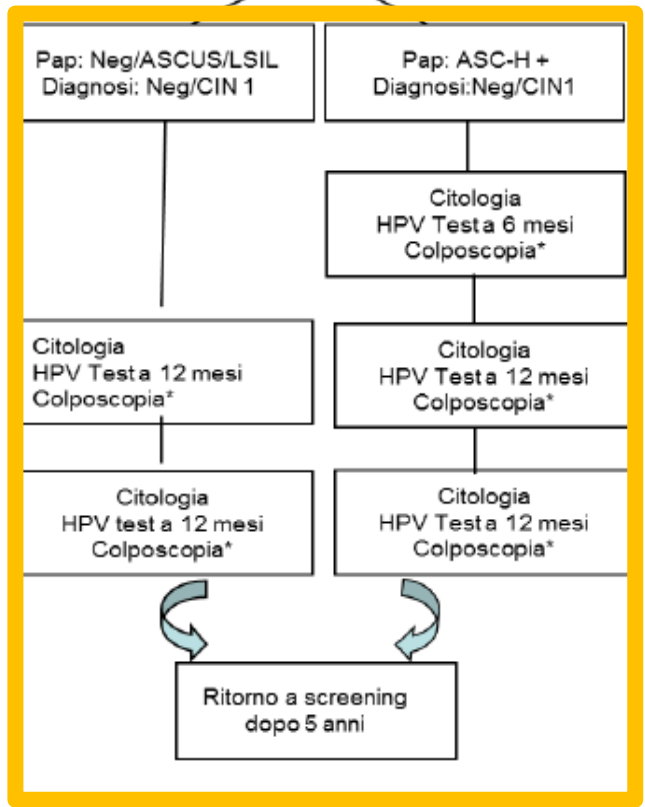 Pap: Neg/ASCUS/LSIL
Diagnosi: Neg/CIN 1
Pap: ASC-H +
Diagnosi:Neg/CIN1
Citologia
HPV Test a 6 mesi
Colposcopia*
Citologia
HPV Test a 12 mesi
Colposcopia*
Citologia
HPV Test a 12 mesi
Colposcopia*
Citologia
HPV test a 12 mesi
Colposcopia*
Citologia
HPV Test a 12 mesi
Colposcopia*
Ritorno a screening
dopo 5 anni